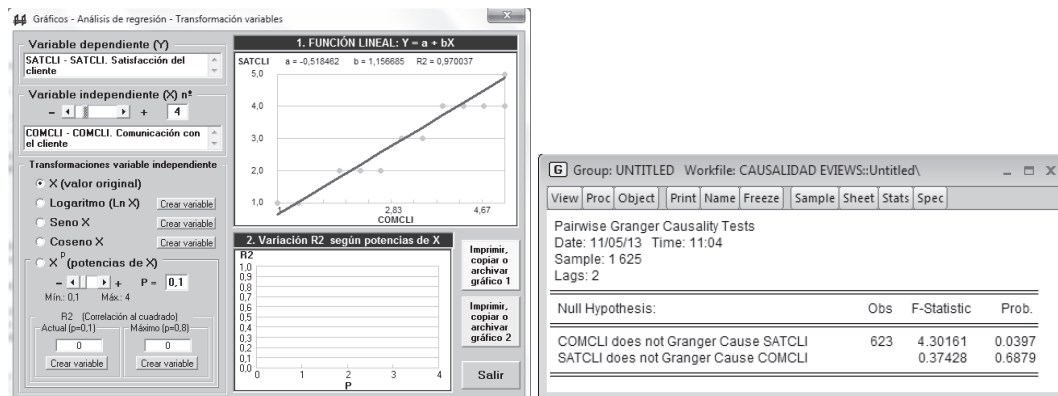 Gráficos - Análisis de regresión - Transformación variables
Variable dependiente (Y)
SATCLI - SATCLI. Satisfacción del
cliente
Variable independiente (X) nº
- + 4
COMCLI - COMCLI. Comunicación con
el cliente
Transformaciones variable independiente
X (valor original)
Logaritmo (Ln X) Crear variable
Seno X Crear variable
Coseno X Crear variable
X p (potencias de X)
- + P = 0,1
Mín.: 0,1 Máx.: 4
R2 (Correlación al cuadrado)
Actual (p=0,1) Máximo (p=0,8)
0 0
Crear variable Crear variable
1. FUNCIÓN LINEAL: Y = a + bX
SATCLI a = -0,518462 b = 1,156685 R2 = 0,970037
5,0
4,0
3,0
2,0
1,0
1 2,83 4,67
COMCLI
2. Variación R2 según potencias de X
R2
1,0
0,9
0,8
0,7
0,6
0,5
0,4
0,3
0,2
0,1
0,0
0 1 2 3 4
P
Imprimir,
copiar o
archivar
gráfico 1
Imprimir,
copiar o
archivar
gráfico 2
Salir
G Group: UNTITLED Workfile: CAUSALIDAD EVIEWS::Untitled\
View Proc Object Print Name Freeze Sample Sheet Stats Spec
Pairwise Granger Causality Tests
Date: 11/05/13 Time: 11:04
Sample: 1 625
Lags: 2
Null Hypothesis: Obs F-Statistic Prob.
COMCLI does not Granger Cause SATCLI 623 4.30161 0.0397
SATCLI does not Granger Cause COMCLI 0.37428 0.6879